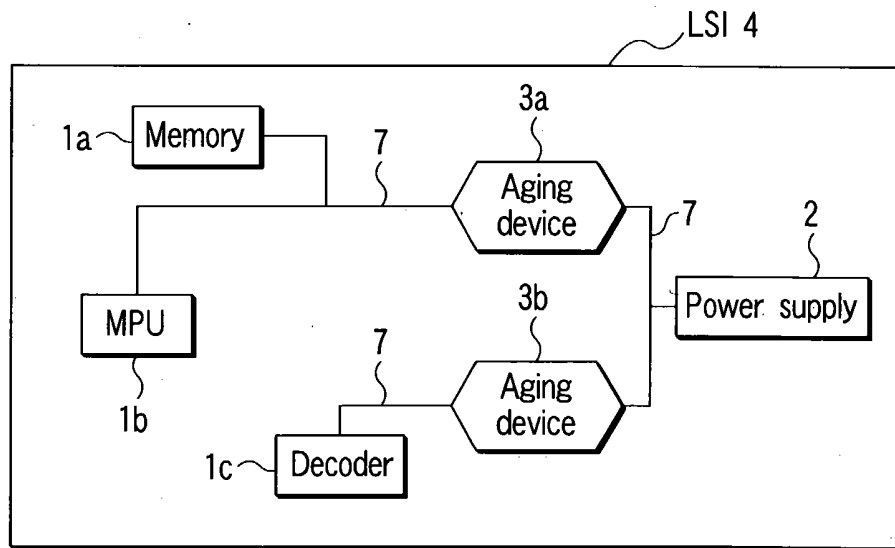 LSI 4
3a
1a
Memory
7
Aging
device
7
2
MPU
3b
Power supply
1b
7
Aging
device
1c
Decoder